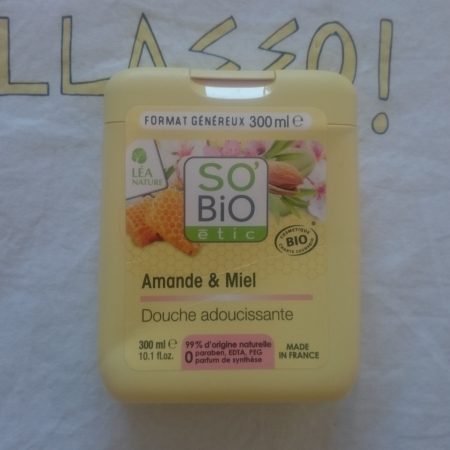 LLASSO!
FORMAT GÉNÉREUX 300 ml ℮
LÉA
NATURE
SO'
BiO
étic
COSMÉTIQUE
BIO
Amande & Miel
Douche adoucissante
300 ml ℮
10.1 fl.oz.
99% d'origine naturelle
0 paraben, EDTA, PEG
parfum de synthèse
MADE
IN FRANCE